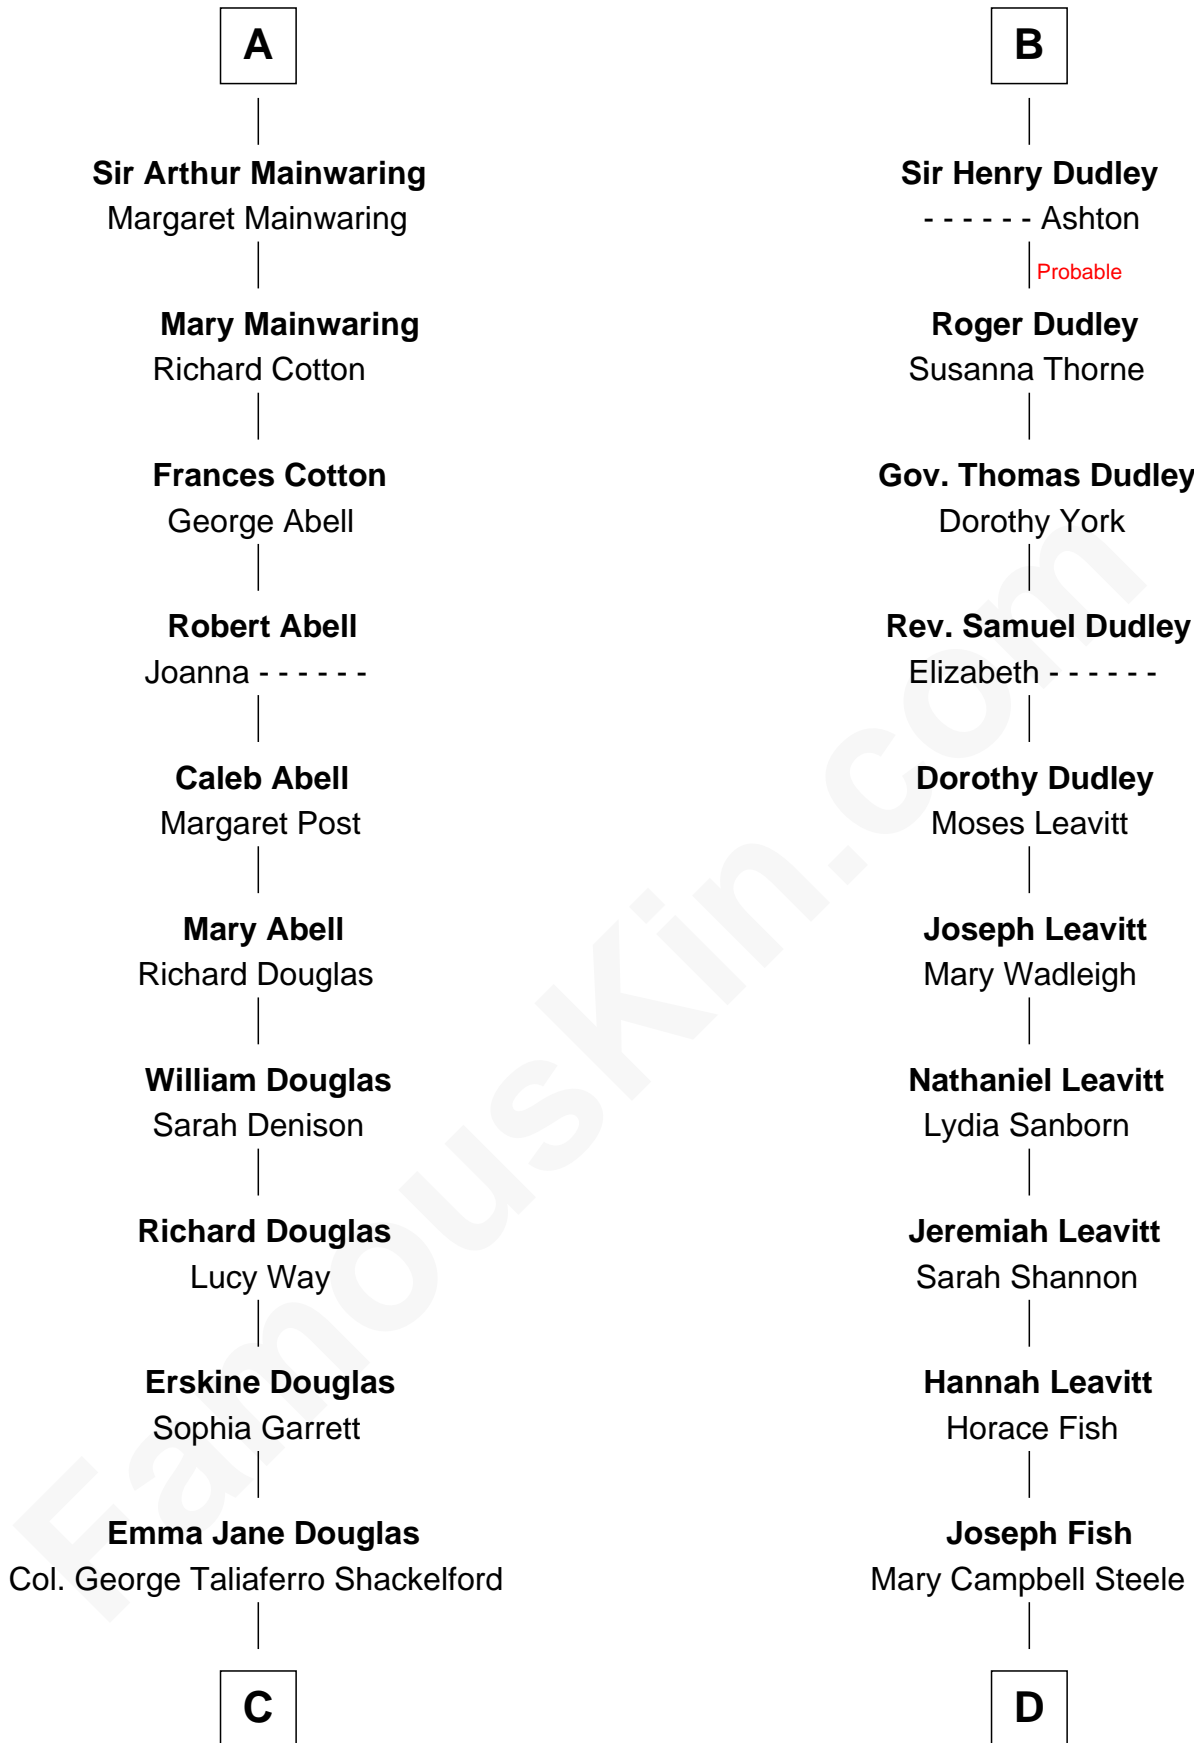 A
Sir Arthur Mainwaring
Margaret Mainwaring
Mary Mainwaring
Richard Cotton
Frances Cotton
George Abell
Robert Abell
Joanna - - - - - -
Caleb Abell
Margaret Post
Mary Abell
Richard Douglas
William Douglas
Sarah Denison
Richard Douglas
Lucy Way
Erskine Douglas
Sophia Garrett
Emma Jane Douglas
Col. George Taliaferro Shackelford
C
B
Sir Henry Dudley
- - - - - - Ashton
Probable
Roger Dudley
Susanna Thorne
Gov. Thomas Dudley
Dorothy York
Rev. Samuel Dudley
Elizabeth - - - - - -
Dorothy Dudley
Moses Leavitt
Joseph Leavitt
Mary Wadleigh
Nathaniel Leavitt
Lydia Sanborn
Jeremiah Leavitt
Sarah Shannon
Hannah Leavitt
Horace Fish
Joseph Fish
Mary Campbell Steele
D
FamousKin.com